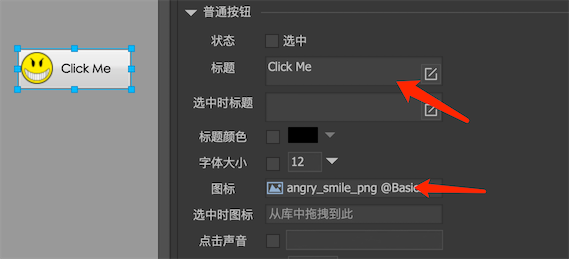 Click Me
普通按钮
状态 选中
标题 Click Me
选中时标题
标题颜色
字体大小 12
图标 angry_smile_png @Basic
选中时图标 从库中拖拽到此
点击声音